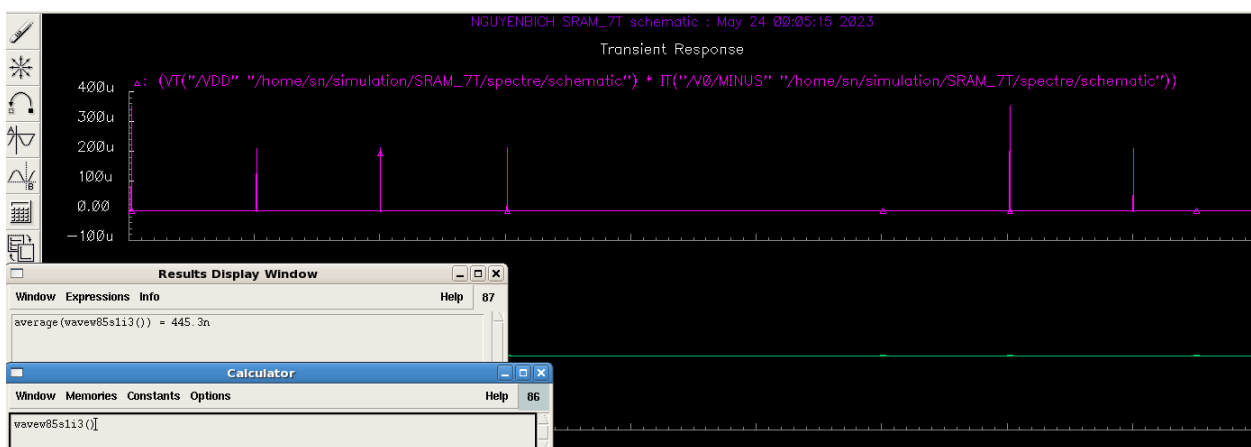 NGUYENBICH SRAM_7T schematic : May 24 00:05:15 2023
Transient Response
△: (VT("/VDD" "/home/sn/simulation/SRAM_7T/spectre/schematic") * IT("/V0/MINUS" "/home/sn/simulation/SRAM_7T/spectre/schematic"))
400u
300u
200u
100u
0.00
-100u
A
B
Results Display Window
Window Expressions Info Help 87
average(wavew85s1i3()) = 445.3n
Calculator
Window Memories Constants Options Help 86
wavew85s1i3()